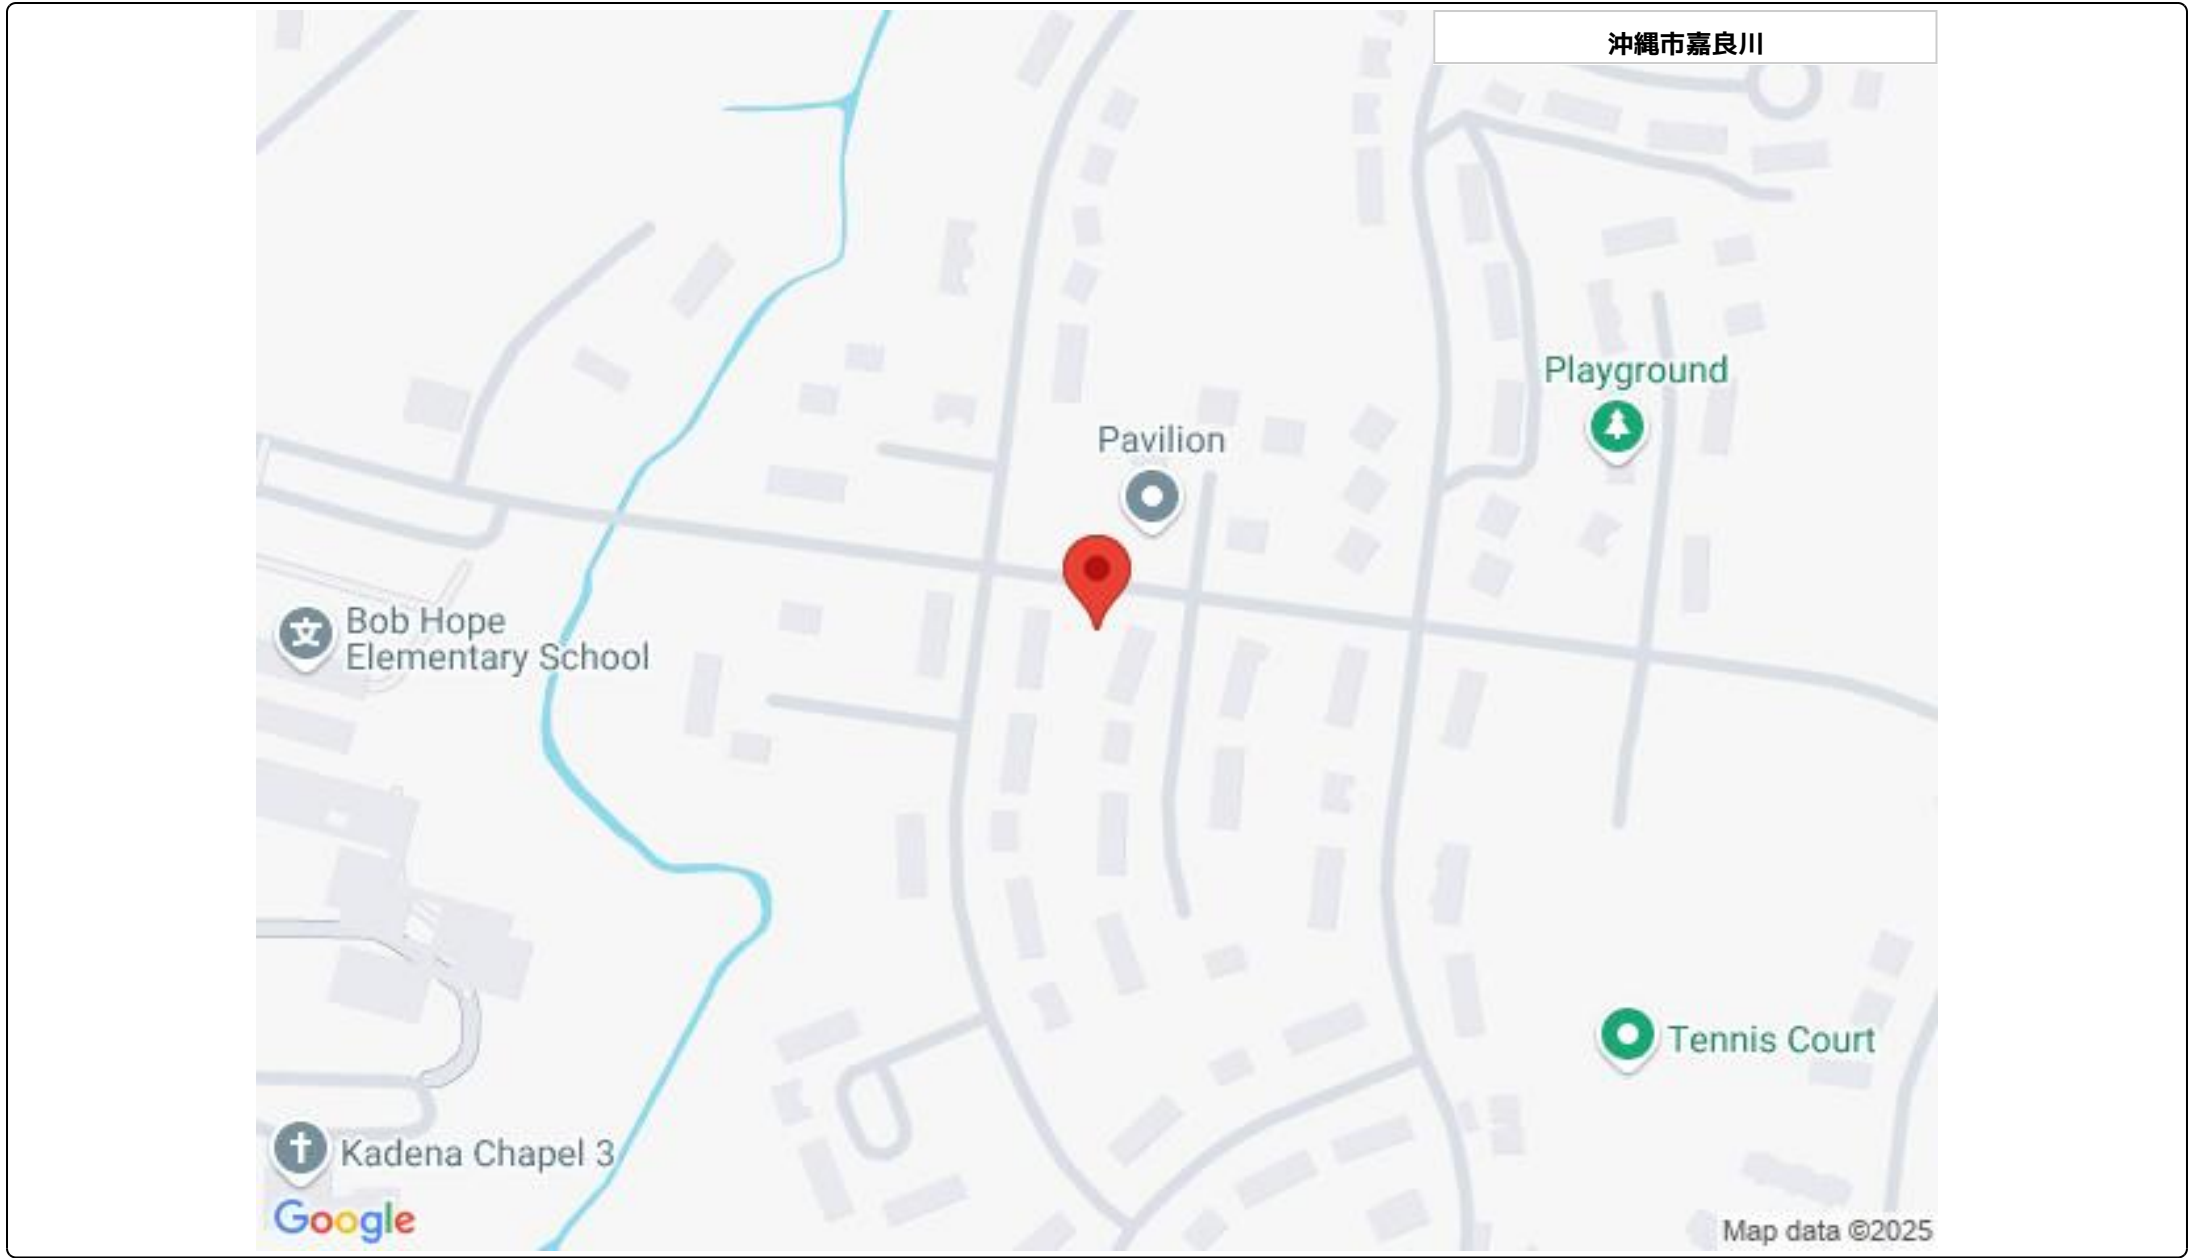 沖縄市嘉良川
Playground
Pavilion
Bob Hope
Elementary School
Tennis Court
Kadena Chapel 3
Google
Map data ©2025